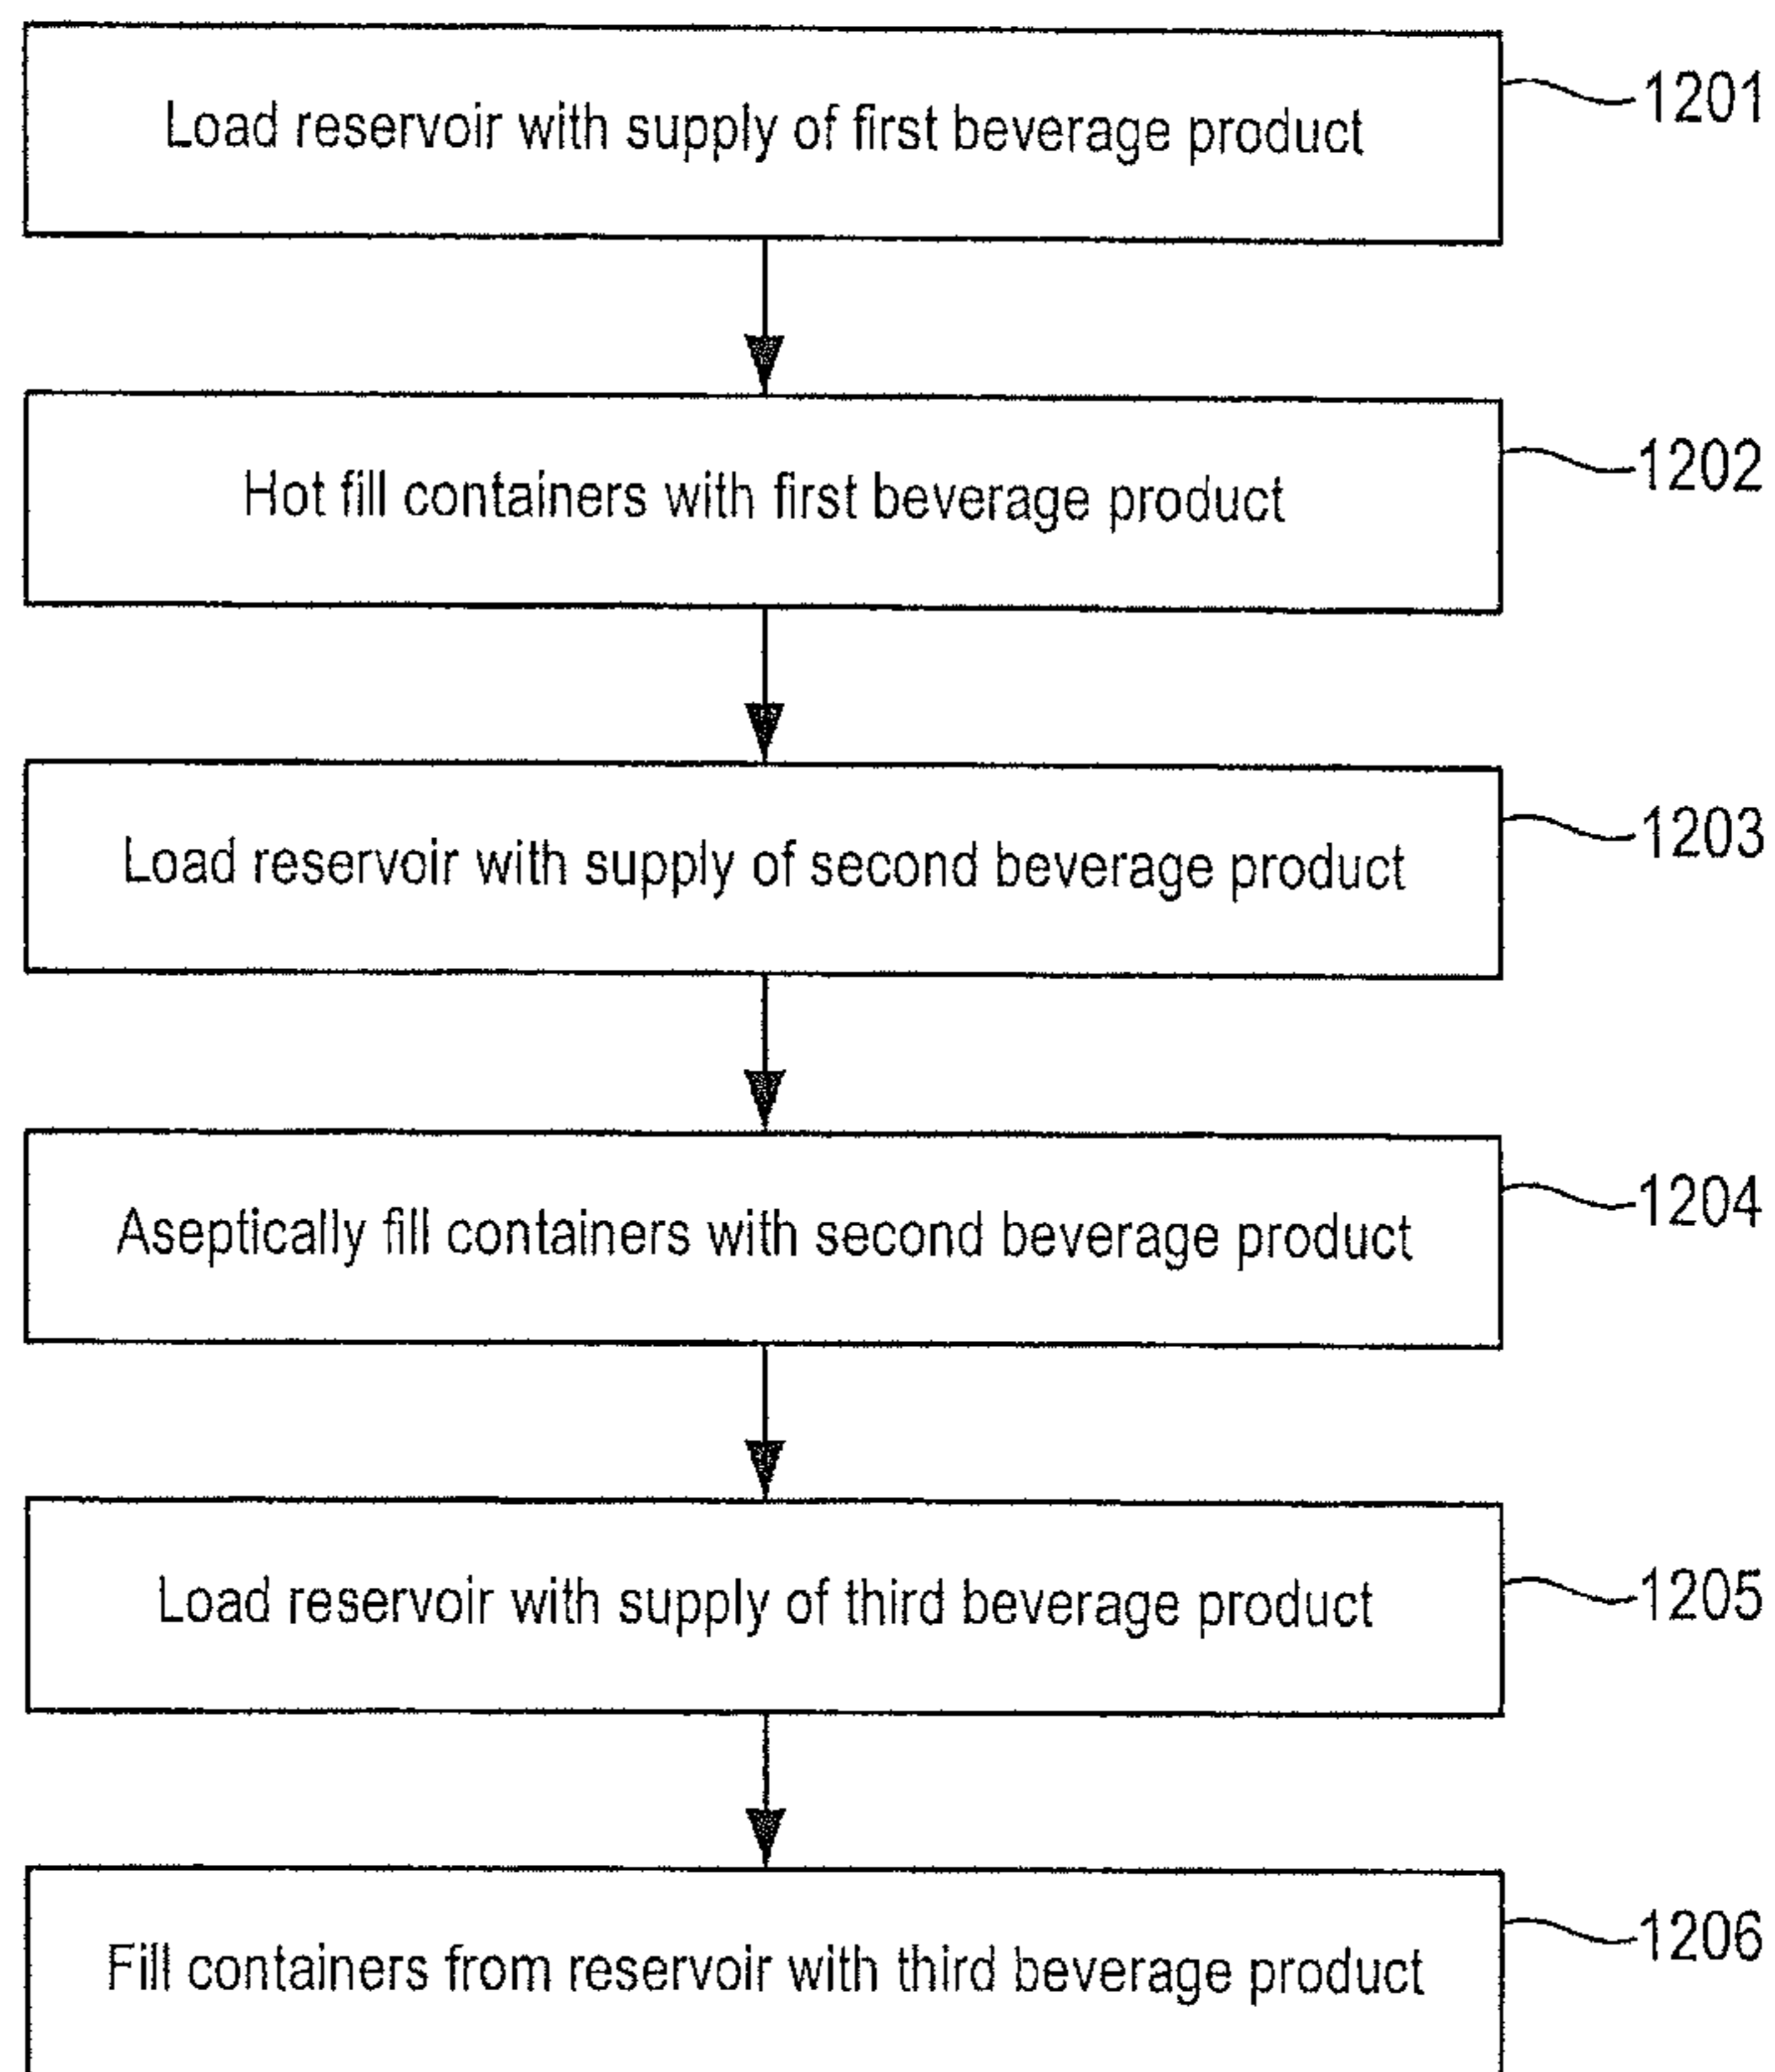 Load reservoir with supply of first beverage product
1201
Hot fill containers with first beverage product
1202
Load reservoir with supply of second beverage product
1203
Aseptically fill containers with second beverage product
1204
Load reservoir with supply of third beverage product
1205
Fill containers from reservoir with third beverage product
1206